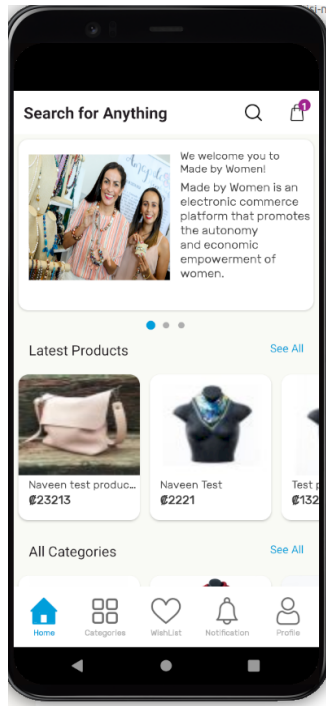 Search for Anything
1
We welcome you to
Made by Women!
Made by Women is an
electronic commerce
platform that promotes
the autonomy
and economic
empowerment of
women.
Latest Products
See All
Naveen test produc...
₡23213
Naveen Test
₡2221
Test p
₡132
All Categories
See All
Home
Categories
WishList
Notification
Profile